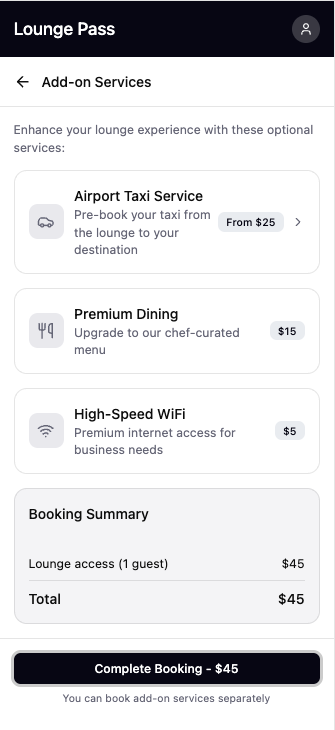 Lounge Pass
Add-on Services
Enhance your lounge experience with these optional
services:
Airport Taxi Service
Pre-book your taxi from
the lounge to your
destination
From $25
Premium Dining
Upgrade to our chef-curated
menu
$15
High-Speed WiFi
Premium internet access for
business needs
$5
Booking Summary
Lounge access (1 guest) $45
Total $45
Complete Booking - $45
You can book add-on services separately